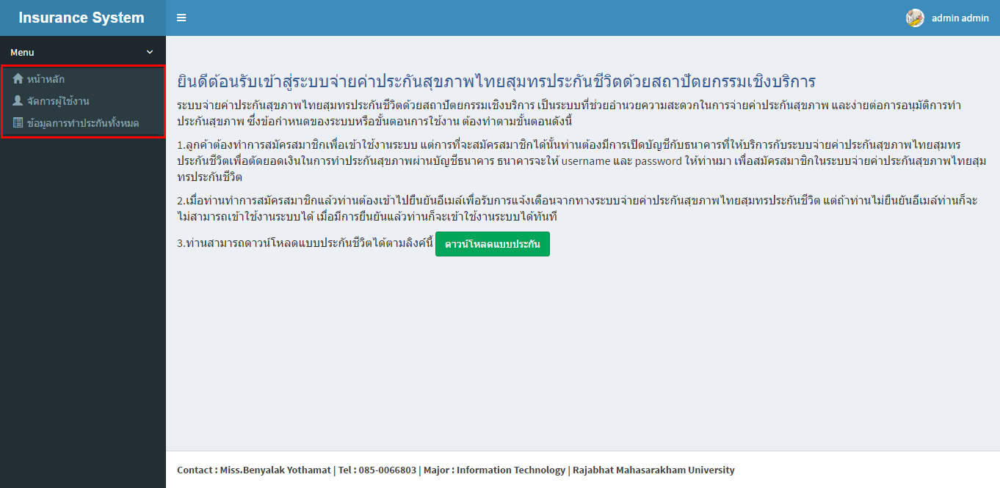 Insurance System
admin admin
Menu
หน้าหลัก
จัดการผู้ใช้งาน
ข้อมูลการทำประกันทั้งหมด
ยินดีต้อนรับเข้าสู่ระบบจ่ายค่าประกันสุขภาพไทยสมุทรประกันชีวิตด้วยสถาปัตยกรรมเชิงบริการ
ระบบจ่ายค่าประกันสุขภาพไทยสมุทรประกันชีวิตด้วยสถาปัตยกรรมเชิงบริการ เป็นระบบที่ช่วยอำนวยความสะดวกในการจ่ายค่าประกันสุขภาพ และง่ายต่อการอนุมัติการทำ
ประกันสุขภาพ ซึ่งข้อกำหนดของระบบหรือขั้นตอนการใช้งาน ต้องทำตามขั้นตอนดังนี้
1.ลูกค้าต้องทำการสมัครสมาชิกเพื่อเข้าใช้งานระบบ แต่การที่จะสมัครสมาชิกได้นั้นท่านต้องมีการเปิดบัญชีกับธนาคารที่ให้บริการกับระบบจ่ายค่าประกันสุขภาพไทยสมุทร
ประกันชีวิตเพื่อตัดยอดเงินในการทำประกันสุขภาพผ่านบัญชีธนาคาร ธนาคารจะให้ username และ password ให้ท่านมา เพื่อสมัครสมาชิกในระบบจ่ายค่าประกันสุขภาพไทยสมุ
ทรประกันชีวิต
2.เมื่อท่านทำการสมัครสมาชิกแล้วท่านต้องเข้าไปยืนยันอีเมล์เพื่อรับการแจ้งเตือนจากทางระบบจ่ายค่าประกันสุขภาพไทยสมุทรประกันชีวิต แต่ถ้าท่านไม่ยืนยันอีเมล์ท่านก็จะ
ไม่สามารถเข้าใช้งานระบบได้ เมื่อมีการยืนยันแล้วท่านก็จะเข้าใช้งานระบบได้ทันที
3.ท่านสามารถดาวน์โหลดแบบประกันชีวิตได้ตามลิงค์นี้ ดาวน์โหลดแบบประกัน
Contact : Miss.Benyalak Yothamat | Tel : 085-0066803 | Major : Information Technology | Rajabhat Mahasarakham University